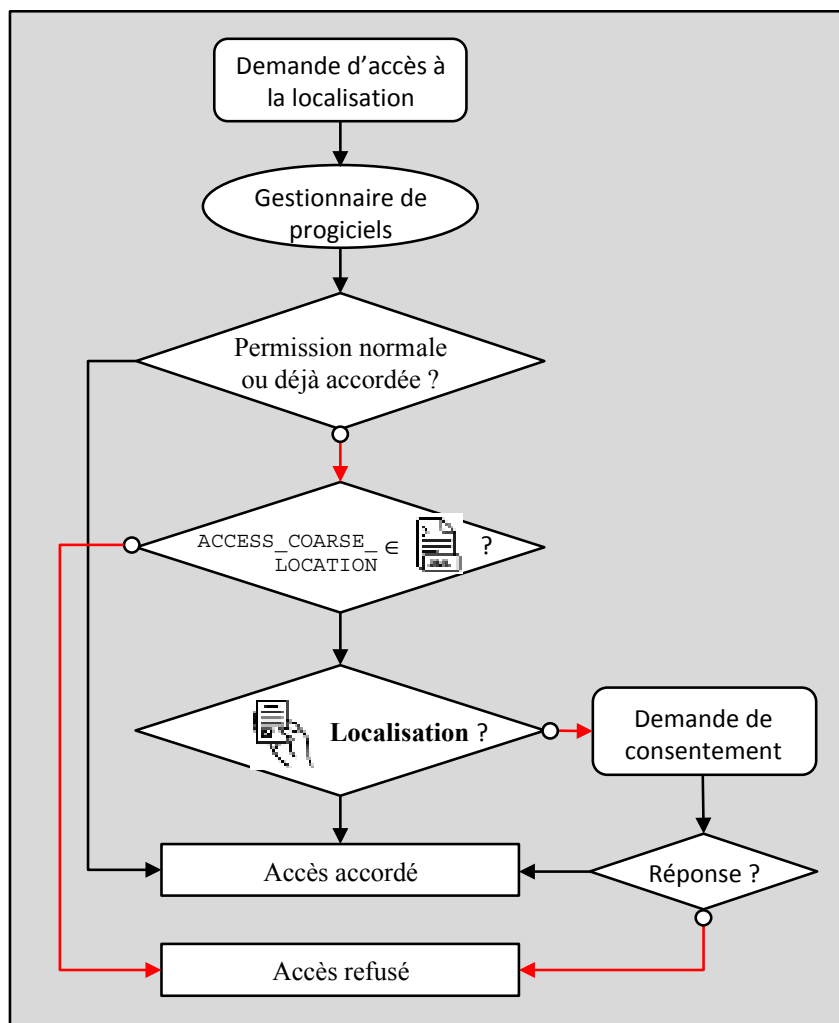 Demande d’accès à
la localisation
Gestionnaire de
progiciels
Permission normale
ou déjà accordée ?
ACCESS_COARSE_
LOCATION ∈ ?
Localisation ?
Demande de
consentement
Accès accordé
Réponse ?
Accès refusé